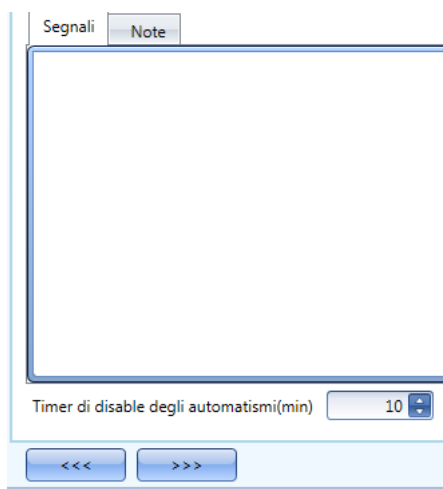 Segnali Note
Timer di disable degli automatismi(min) 10
<<< >>>